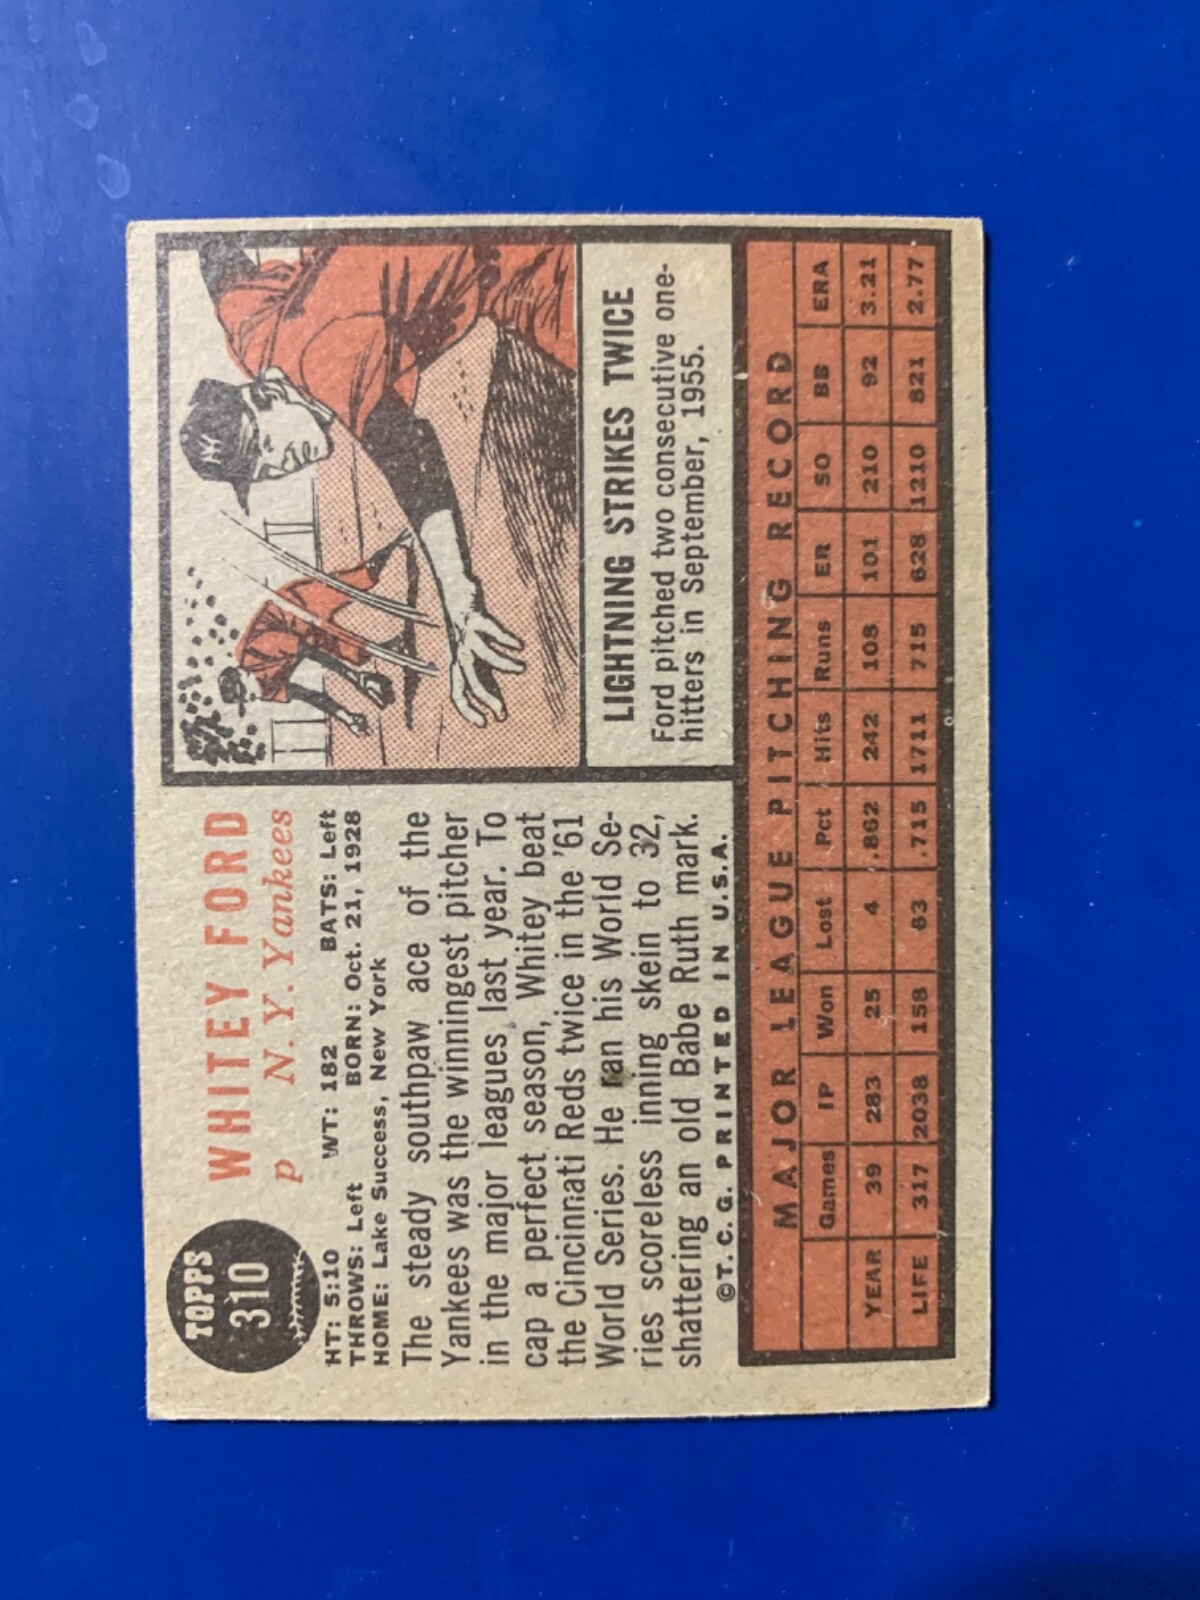 TOPPS
310
WHITEY FORD
p N.Y. Yankees
HT: 5:10 WT: 182 BATS: Left
THROWS: Left BORN: Oct. 21, 1928
HOME: Lake Success, New York
The steady southpaw ace of the
Yankees was the winningest pitcher
in the major leagues last year. To
cap a perfect season, Whitey beat
the Cincinnati Reds twice in the '61
World Series. He ran his World Se-
ries scoreless inning skein to 32,
shattering an old Babe Ruth mark.
©T.C.G. PRINTED IN U.S.A.
LIGHTNING STRIKES TWICE
Ford pitched two consecutive one-
hitters in September, 1955.
MAJOR LEAGUE PITCHING RECORD
Games IP Won Lost Pct Hits Runs ER SO BB ERA
YEAR 39 283 25 4 .862 242 108 101 210 92 3.21
LIFE 317 2038 158 63 .715 1711 715 628 1210 821 2.77